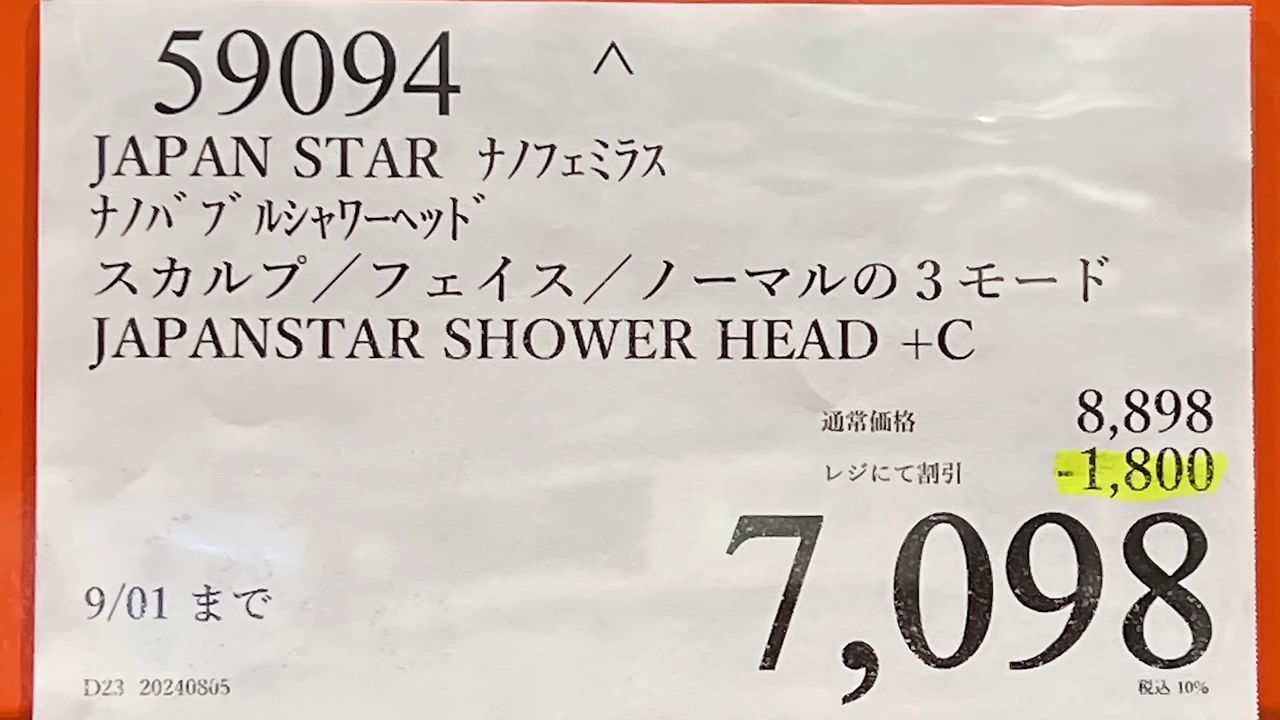 59094 ^
JAPAN STAR ナノフェミラス
ナノバブルシャワーヘッド
スカルプ／フェイス／ノーマルの3モード
JAPANSTAR SHOWER HEAD +C
通常価格 8,898
レジにて割引 -1,800
7,098
9/01 まで
D23 20240805
税込 10%